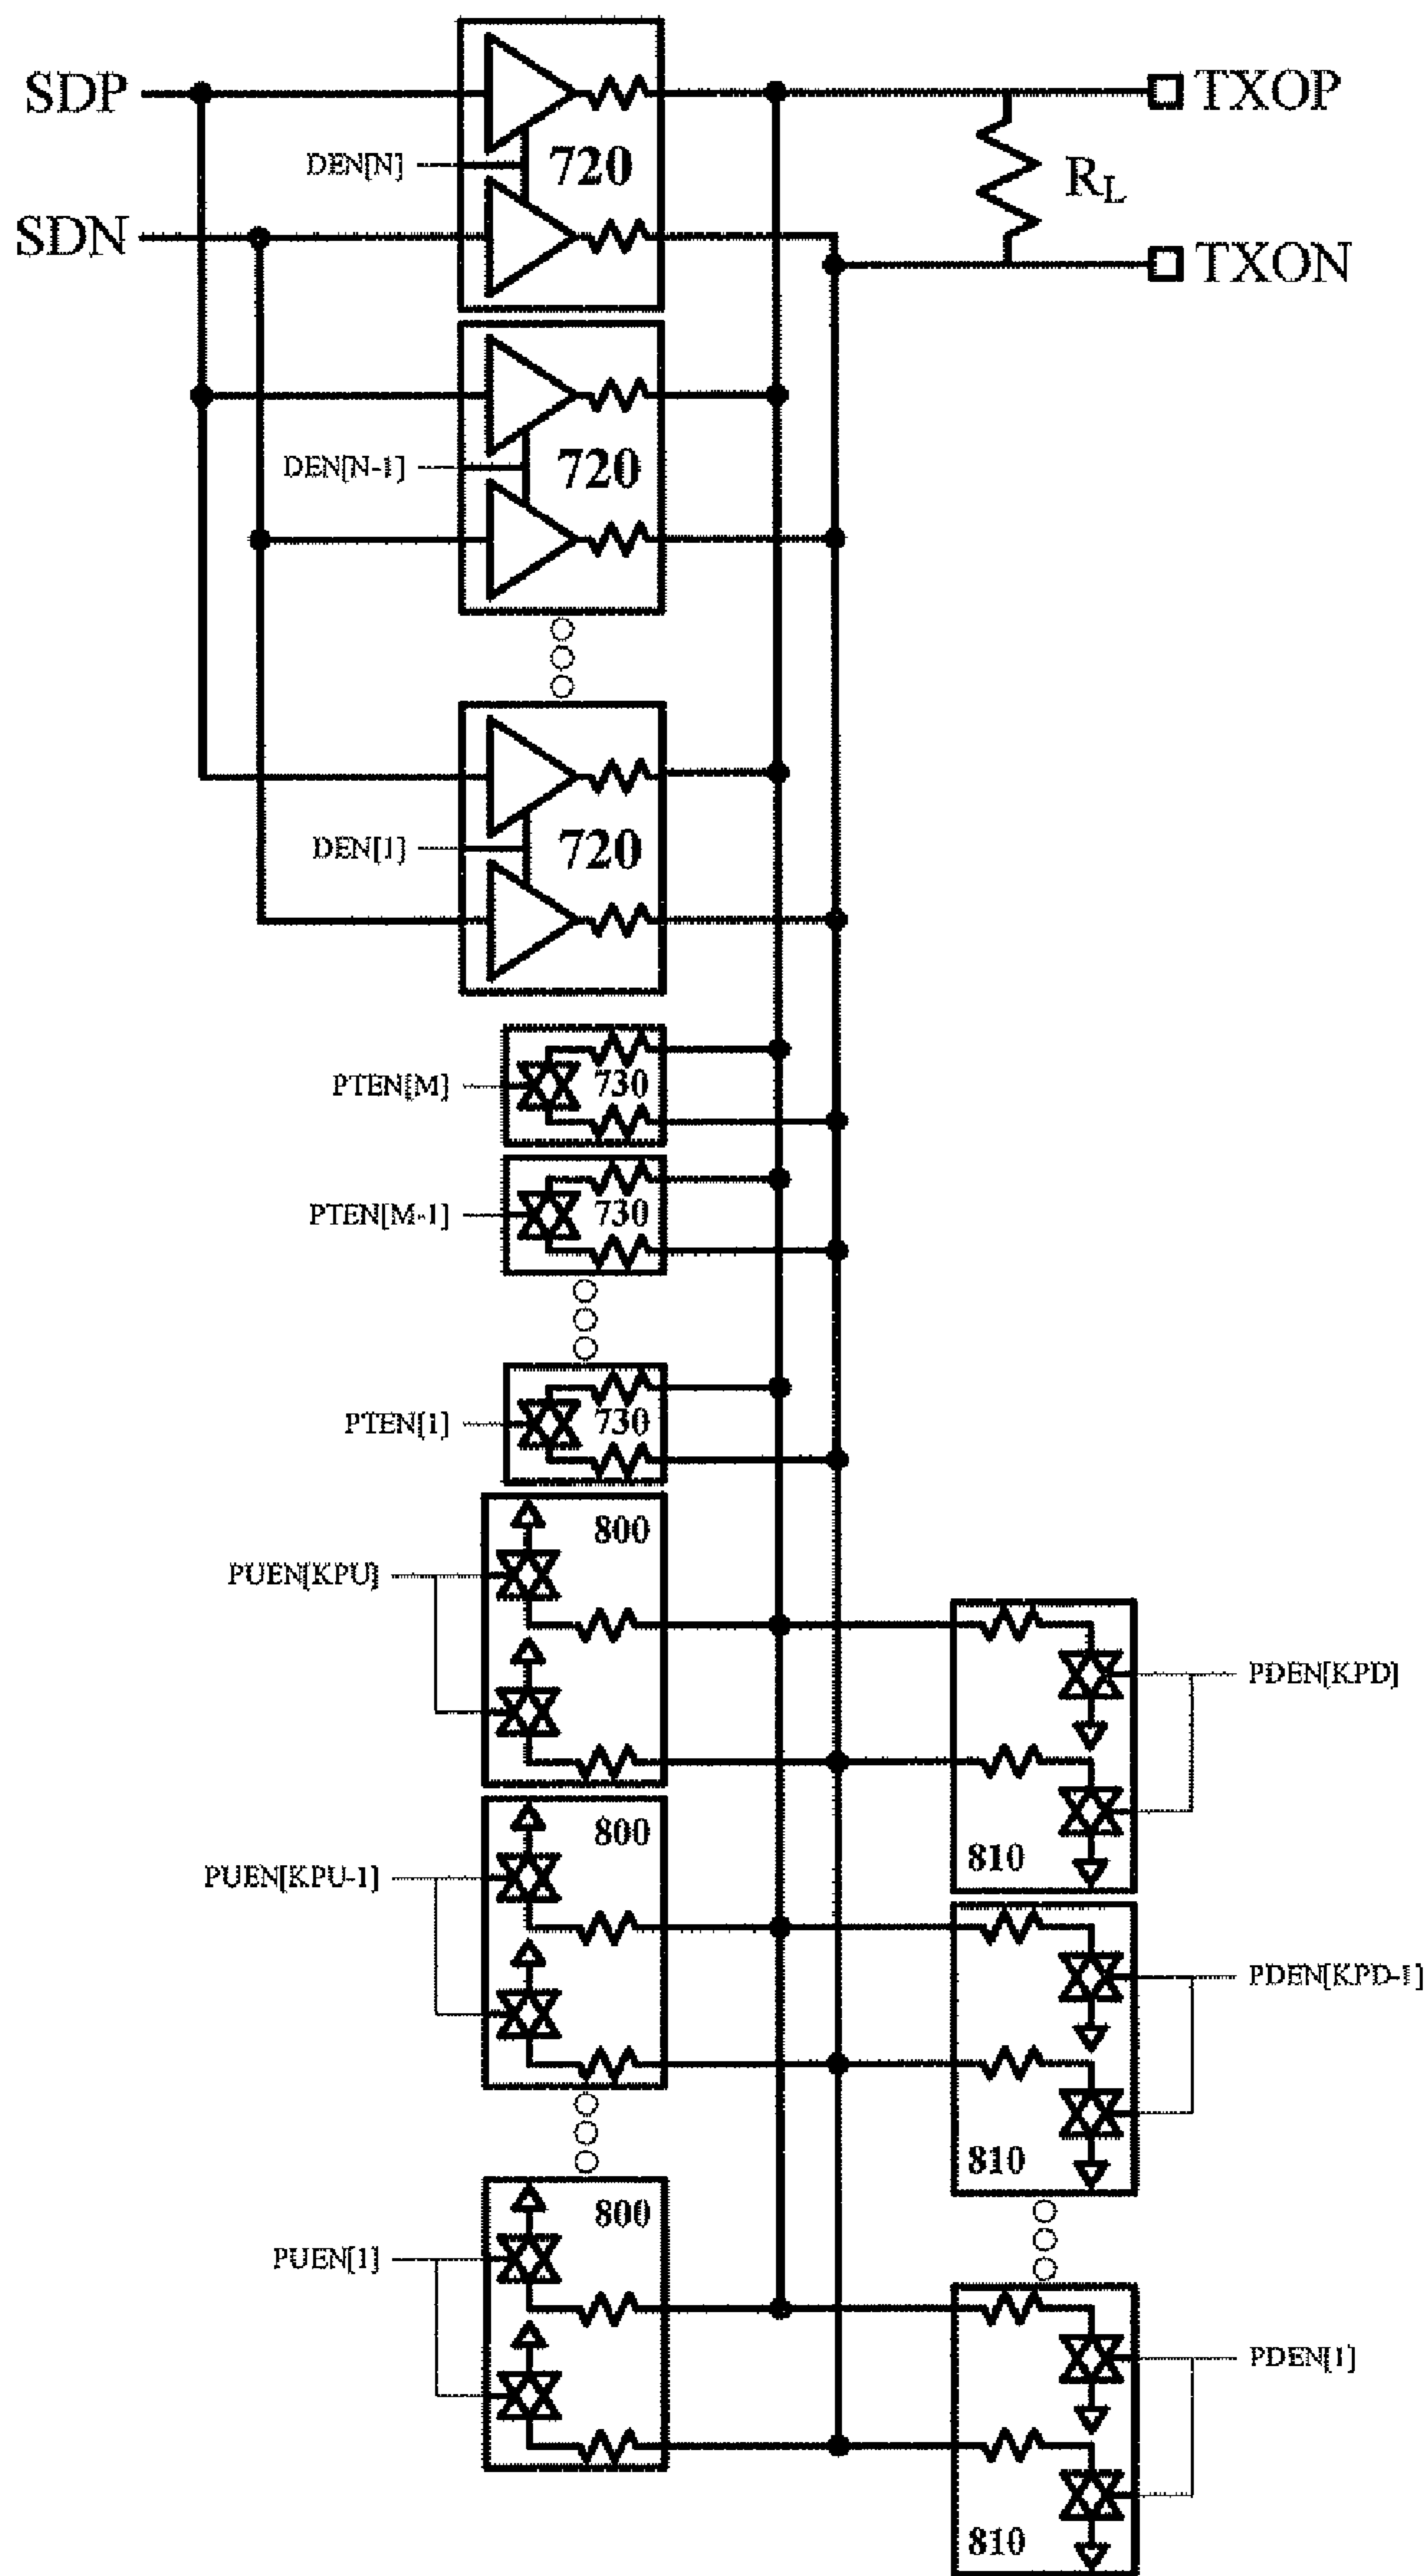 SDP
TXOP
DEN[N]
720
R_L
SDN
TXON
DEN[N-1]
720
DEN[1]
720
PTEN[M]
730
PTEN[M-1]
730
PTEN[1]
730
800
PUEN[KPU]
PDEN[KPD]
810
800
PUEN[KPU-1]
PDEN[KPD-1]
810
800
PUEN[1]
PDEN[1]
810